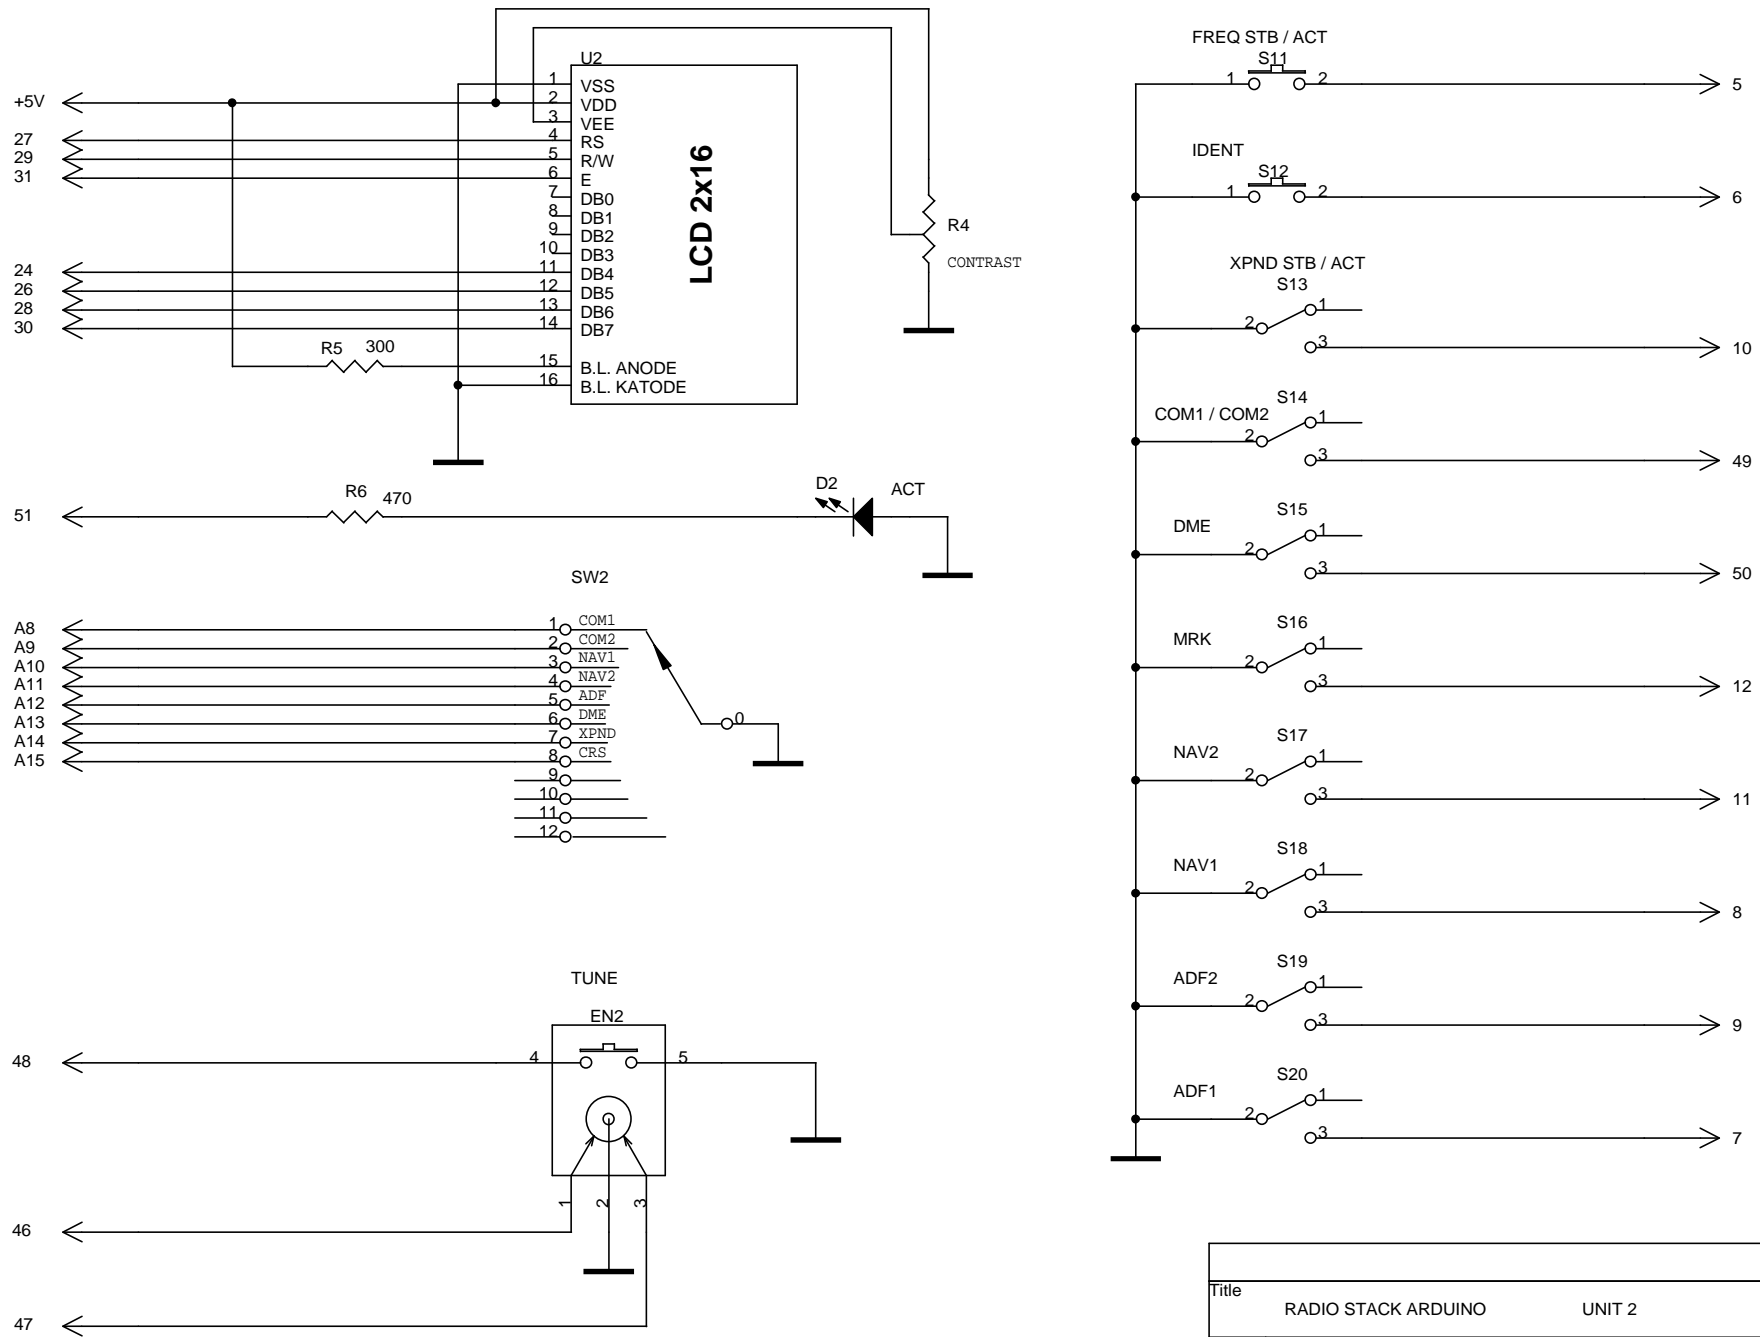 U2
LCD 2x16
1 VSS
+5V 2 VDD
3 VEE
27 4 RS
29 5 R/W
31 6 E
7 DB0
8 DB1
9 DB2
10 DB3
24 11 DB4
26 12 DB5
28 13 DB6
30 14 DB7
R5 300 15 B.L. ANODE
16 B.L. KATODE
R4
CONTRAST
51 R6 470 D2 ACT
SW2
A8 1 COM1
A9 2 COM2
A10 3 NAV1
A11 4 NAV2
A12 5 ADF
A13 6 DME 0
A14 7 XPND
A15 8 CRS
9
10
11
12
TUNE
EN2
48 4 5
1 2 3
46
47
FREQ STB / ACT
S11
1 2 5
IDENT
S12
1 2 6
XPND STB / ACT
S13
1
2
3 10
S14
COM1 / COM2 1
2
3 49
S15
DME 1
2
3 50
S16
MRK 1
2
3 12
S17
NAV2 1
2
3 11
S18
NAV1 1
2
3 8
S19
ADF2 1
2
3 9
S20
ADF1 1
2
3 7
Title
RADIO STACK ARDUINO UNIT 2